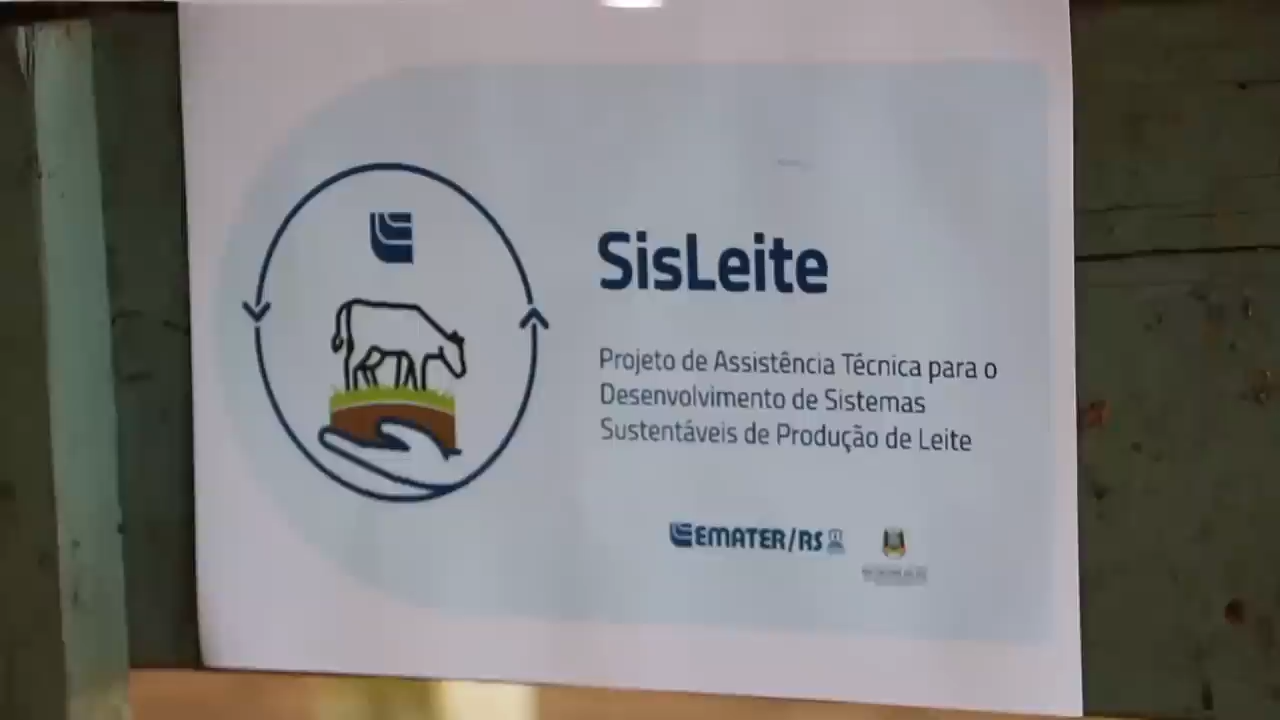 SisLeite
Projeto de Assistência Técnica para o
Desenvolvimento de Sistemas
Sustentáveis de Produção de Leite
EMATER/RS